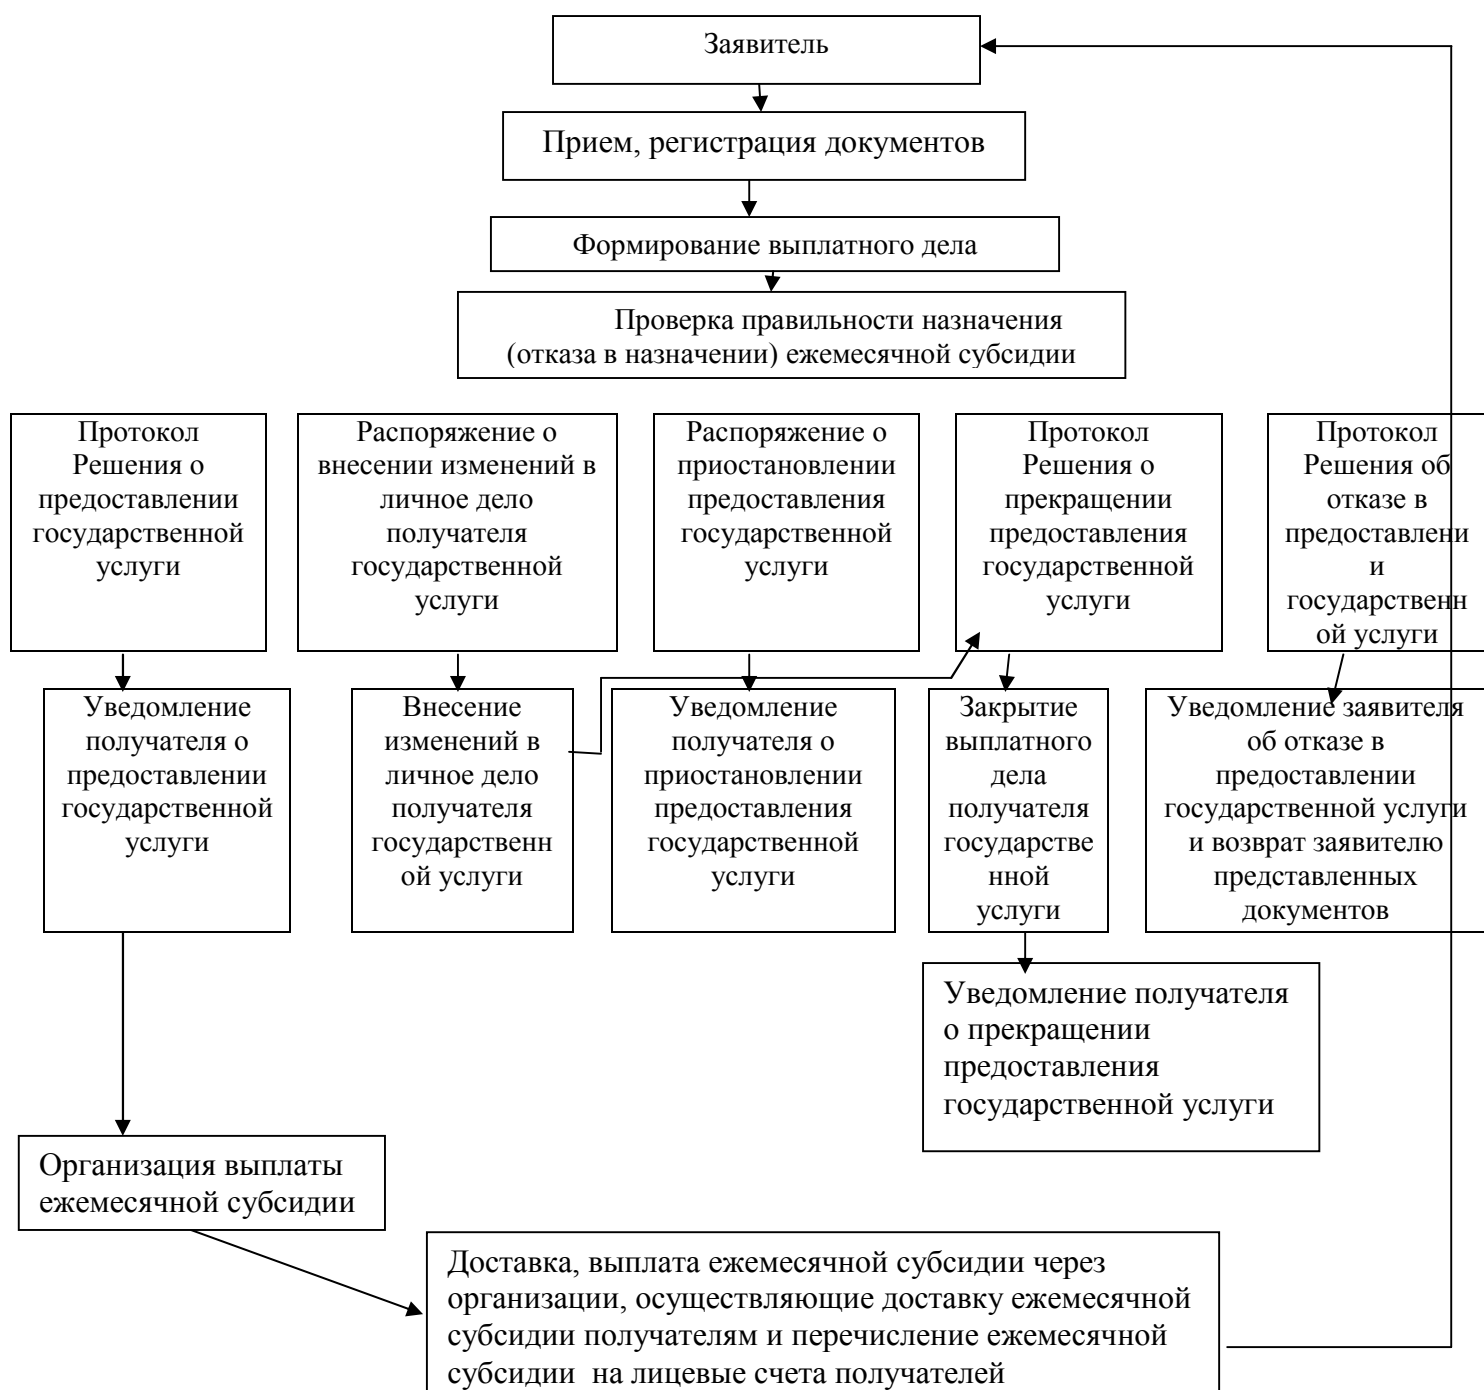 Заявитель
Прием, регистрация документов
Формирование выплатного дела
Проверка правильности назначения
(отказа в назначении) ежемесячной субсидии
Протокол
Решения о
предоставлении
государственной
услуги
Распоряжение о
внесении изменений в
личное дело
получателя
государственной
услуги
Распоряжение о
приостановлении
предоставления
государственной
услуги
Протокол
Решения о
прекращении
предоставления
государственной
услуги
Протокол
Решения об
отказе в
предоставлени
и
государственн
ой услуги
Уведомление
получателя о
предоставлении
государственной
услуги
Внесение
изменений в
личное дело
получателя
государственн
ой услуги
Уведомление
получателя о
приостановлении
предоставления
государственной
услуги
Закрытие
выплатного
дела
получателя
государстве
нной
услуги
Уведомление заявителя
об отказе в
предоставлении
государственной услуги
и возврат заявителю
представленных
документов
Уведомление получателя
о прекращении
предоставления
государственной услуги
Организация выплаты
ежемесячной субсидии
Доставка, выплата ежемесячной субсидии через
организации, осуществляющие доставку ежемесячной
субсидии получателям и перечисление ежемесячной
субсидии на лицевые счета получателей